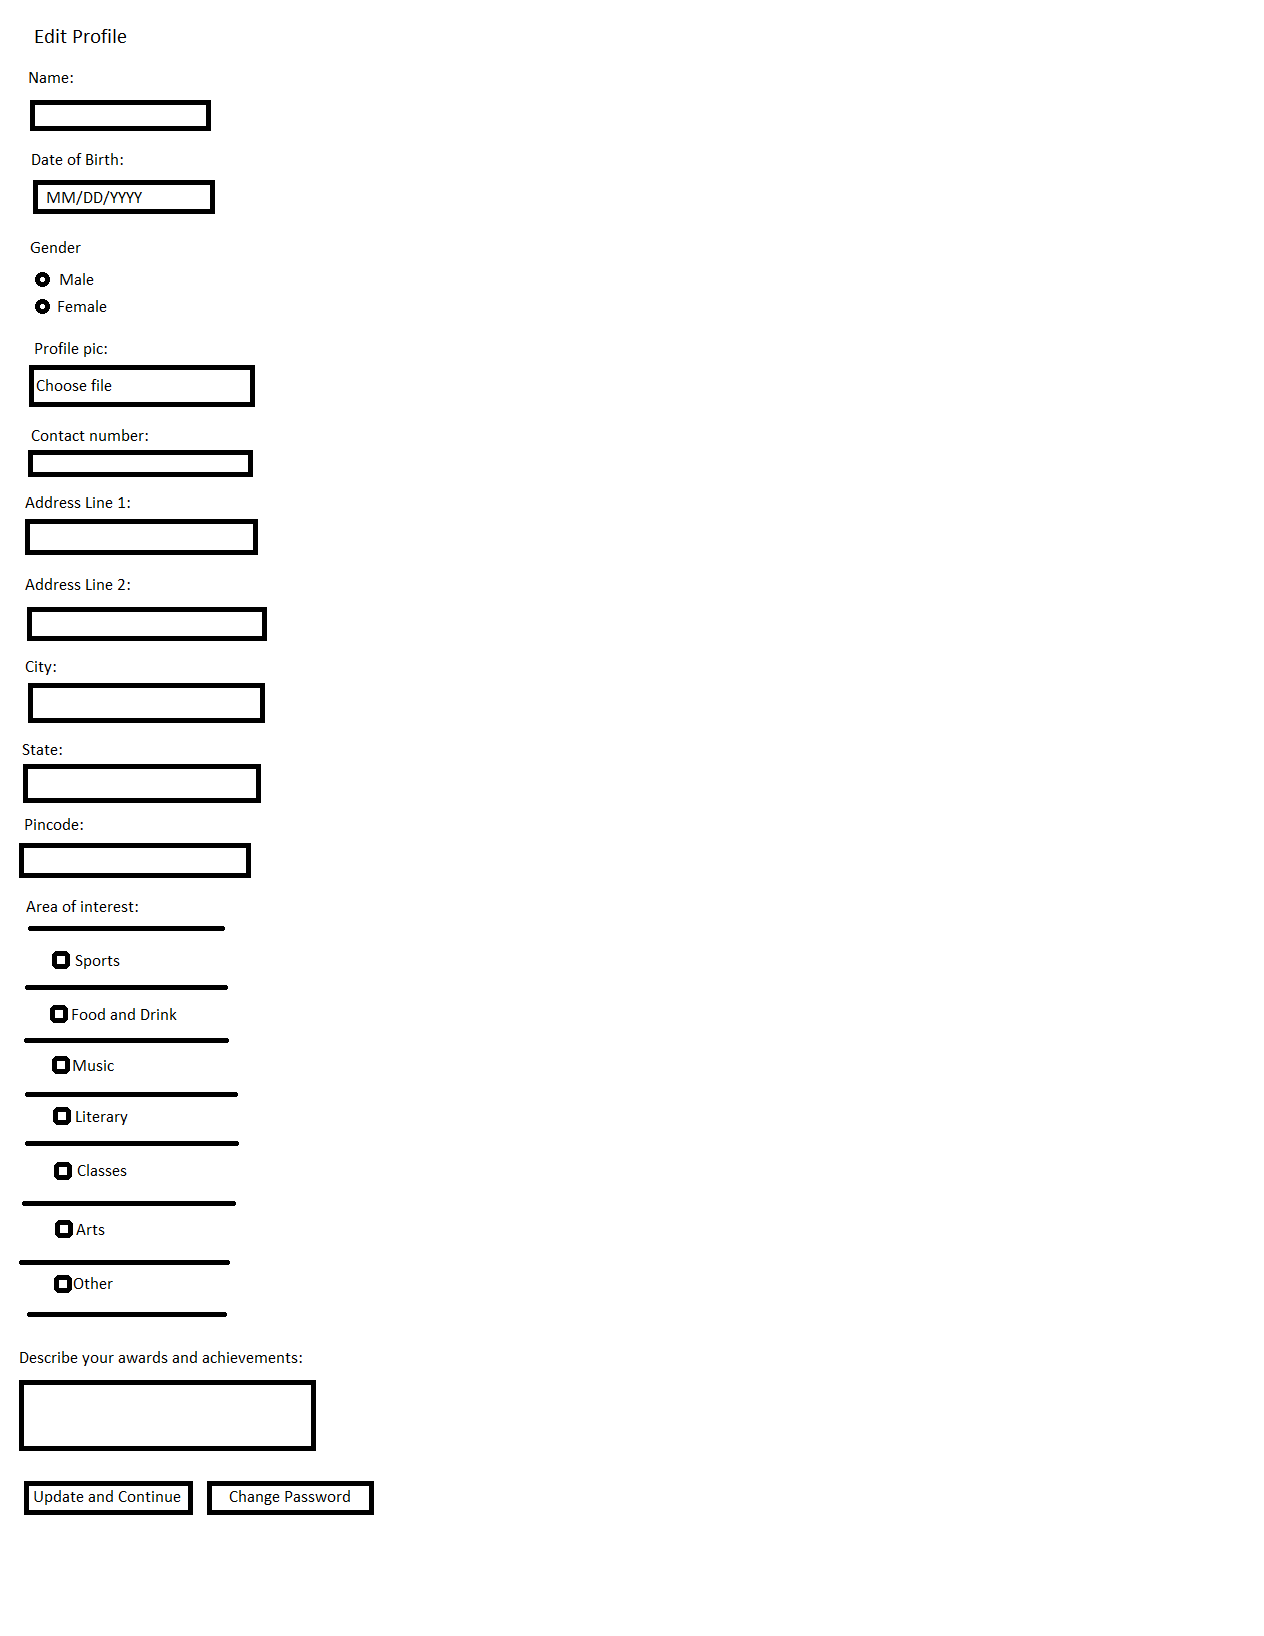 Edit Profile
Name:
Date of Birth:
MM/DD/YYYY
Gender
Male
Female
Profile pic:
Choose file
Contact number:
Address Line 1:
Address Line 2:
City:
State:
Pincode:
Area of interest:
Sports
Food and Drink
Music
Literary
Classes
Arts
Other
Describe your awards and achievements:
Update and Continue
Change Password